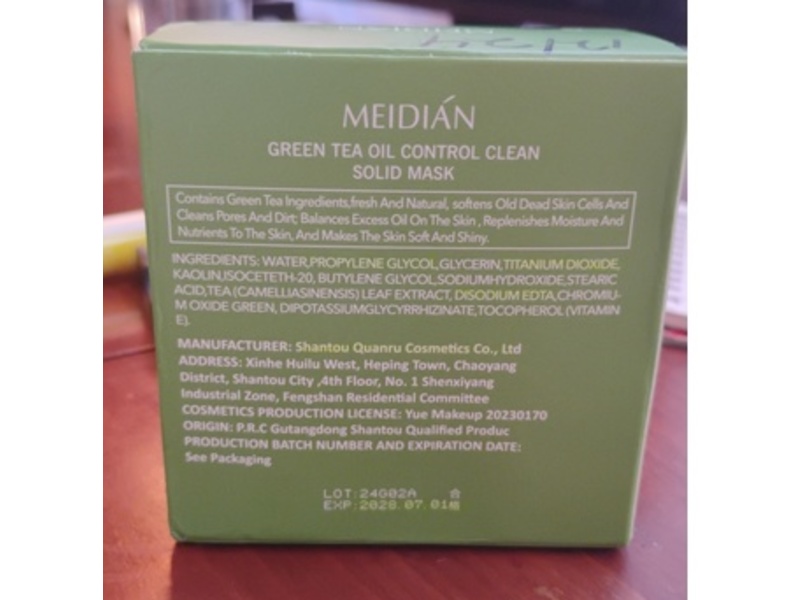 MEIDIÁN
GREEN TEA OIL CONTROL CLEAN
SOLID MASK
Contains Green Tea Ingredients,fresh And Natural, softens Old Dead Skin Cells And
Cleans Pores And Dirt; Balances Excess Oil On The Skin , Replenishes Moisture And
Nutrients To The Skin, And Makes The Skin Soft And Shiny.
INGREDIENTS: WATER,PROPYLENE GLYCOL,GLYCERIN,TITANIUM DIOXIDE,
KAOLIN,ISOCETETH-20, BUTYLENE GLYCOL,SODIUMHYDROXIDE,STEARIC
ACID,TEA (CAMELLIASINENSIS) LEAF EXTRACT, DISODIUM EDTA,CHROMIU-
M OXIDE GREEN, DIPOTASSIUMGLYCYRRHIZINATE,TOCOPHEROL (VITAMIN
E).
MANUFACTURER: Shantou Quanru Cosmetics Co., Ltd
ADDRESS: Xinhe Huilu West, Heping Town, Chaoyang
District, Shantou City ,4th Floor, No. 1 Shenxiyang
Industrial Zone, Fengshan Residential Committee
COSMETICS PRODUCTION LICENSE: Yue Makeup 20230170
ORIGIN: P.R.C Gutangdong Shantou Qualified Produc
PRODUCTION BATCH NUMBER AND EXPIRATION DATE:
See Packaging
LOT:24G02A 合
EXP:2028.07.01格